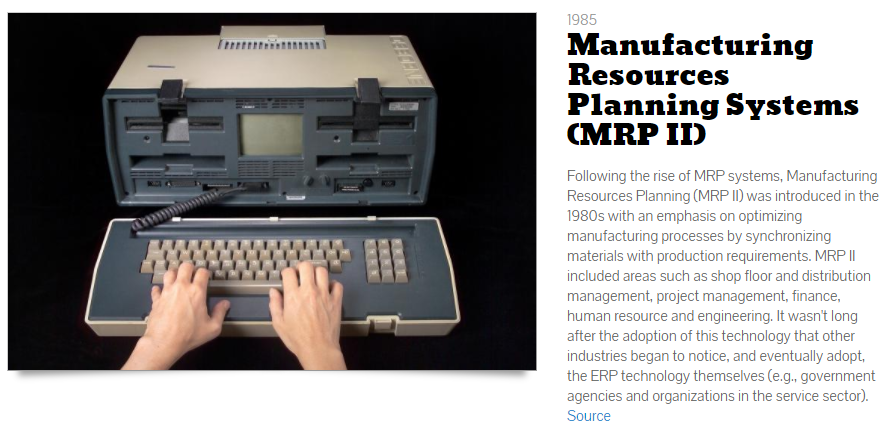 1985
Manufacturing
Resources
Planning Systems
(MRP II)
Following the rise of MRP systems, Manufacturing
Resources Planning (MRP II) was introduced in the
1980s with an emphasis on optimizing
manufacturing processes by synchronizing
materials with production requirements. MRP II
included areas such as shop floor and distribution
management, project management, finance,
human resource and engineering. It wasn't long
after the adoption of this technology that other
industries began to notice, and eventually adopt,
the ERP technology themselves (e.g., government
agencies and organizations in the service sector).
Source